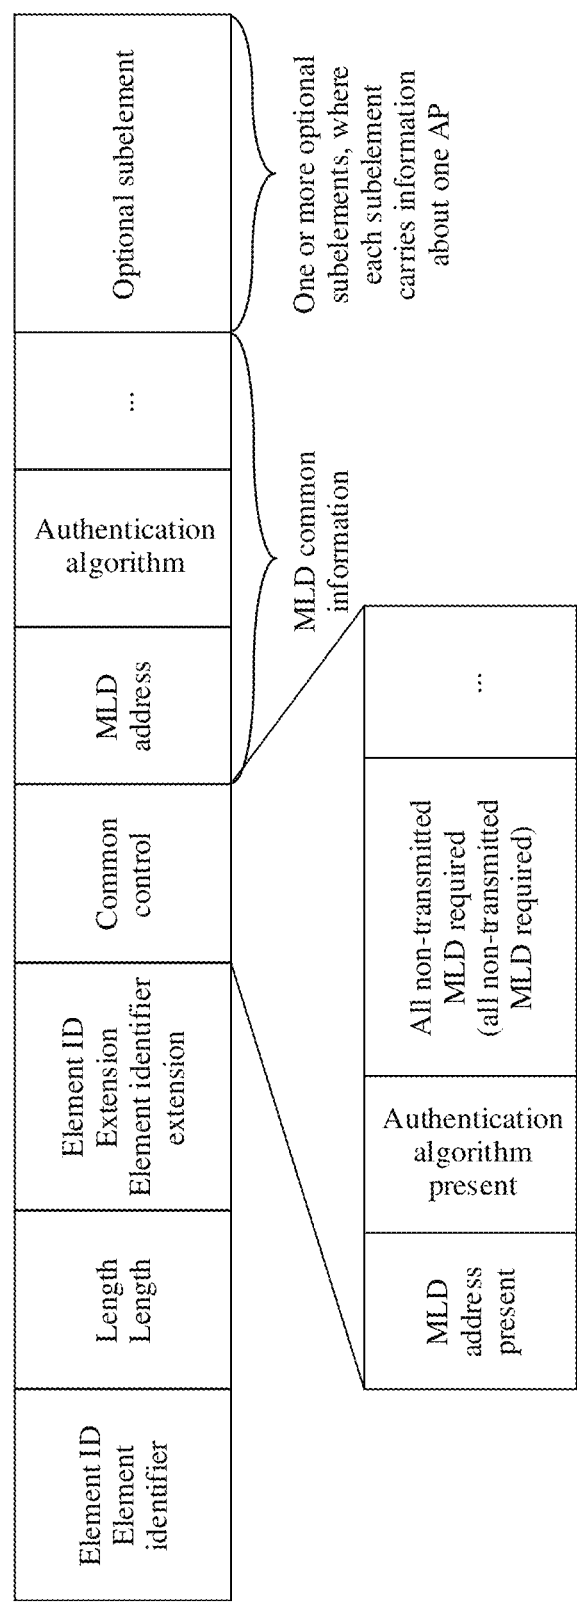 Element ID
Element
identifier
Length
Length
Element ID
Extension
Element identifier
extension
Common
control
MLD
address
Authentication
algorithm
...
Optional subelement
MLD common
information
One or more optional
subelements, where
each subelement
carries information
about one AP
MLD
address
present
Authentication
algorithm
present
All non-transmitted
MLD required
(all non-transmitted
MLD required)
...